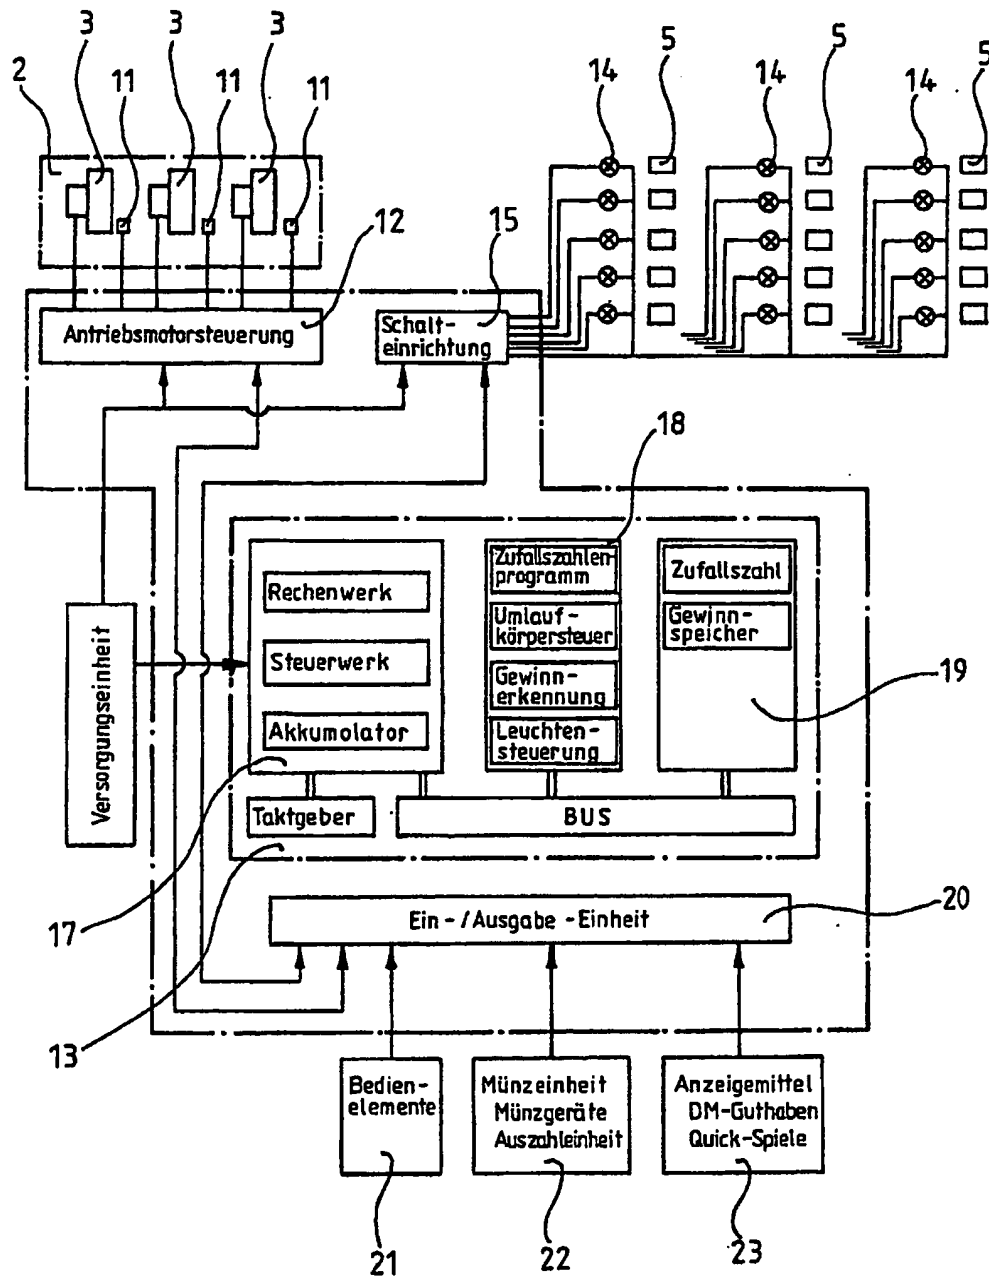 3 3 3
2 11 11 11
14 5 14 5 14 5
12
15
Antriebsmotorsteuerung
Schalt-
einrichtung
18
Versorgungseinheit
Rechenwerk
Steuerwerk
Akkumolator
Zufallszahlen-
programm
Umlauf-
körpersteuer
Gewinn-
erkennung
Leuchten-
steuerung
Zufallszahl
Gewinn-
speicher
19
Taktgeber
BUS
17
Ein-/Ausgabe-Einheit
20
13
Bedien-
elemente
Münzeinheit
Münzgeräte
Auszahleinheit
Anzeigemittel
DM-Guthaben
Quick-Spiele
21
22
23